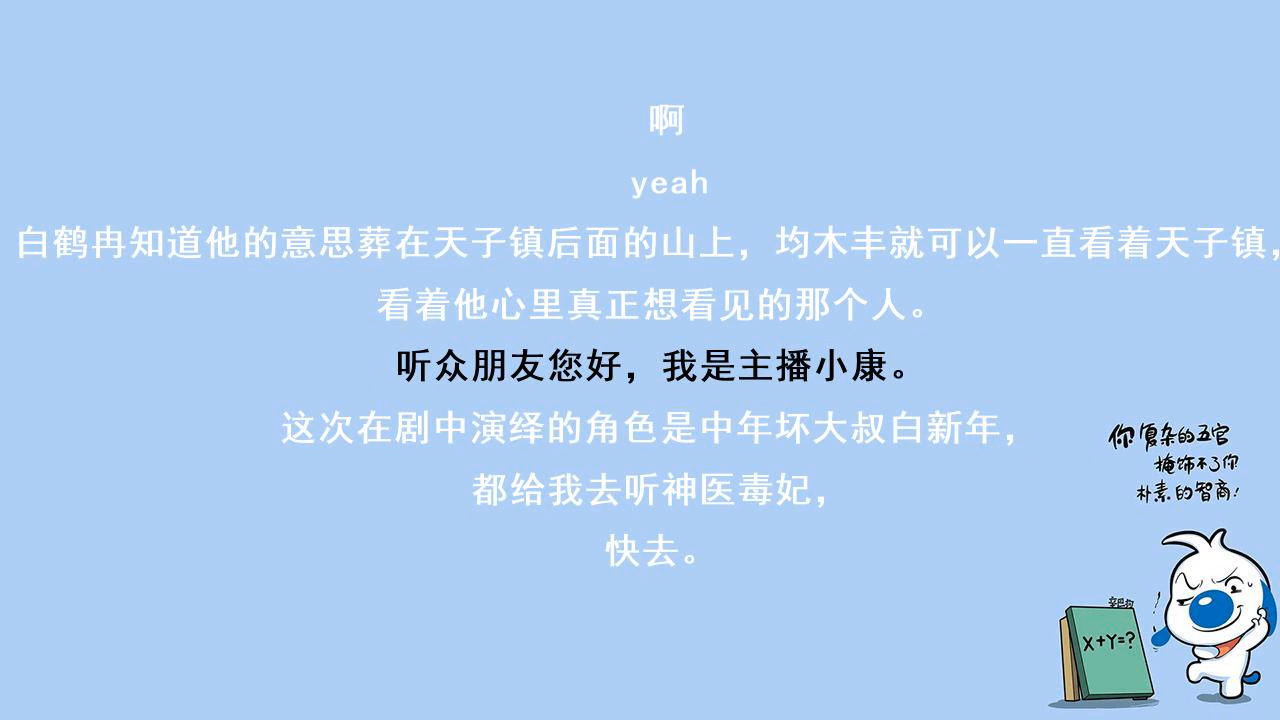 啊
yeah
白鹤冉知道他的意思葬在天子镇后面的山上，均木丰就可以一直看着天子镇，
看着他心里真正想看见的那个人。
听众朋友您好，我是主播小康。
这次在剧中演绎的角色是中年坏大叔白新年，
都给我去听神医毒妃，
快去。
你复杂的五官
掩饰不了你
朴素的智商！
X+Y=?